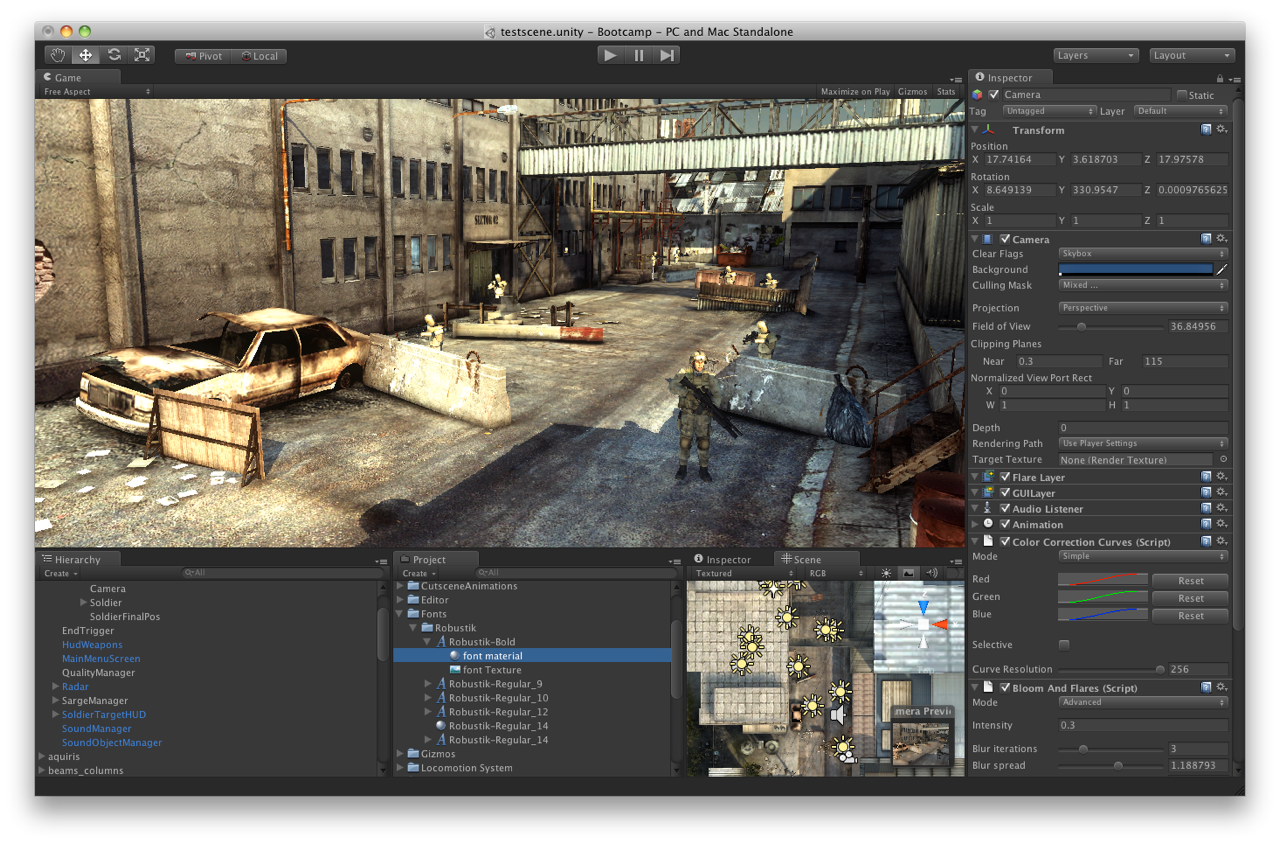 testscene.unity – Bootcamp – PC and Mac Standalone
Pivot Local
Layers Layout
Game
Free Aspect
Maximize on Play Gizmos Stats
SECTOR 02
Hierarchy
Create All
Camera
Soldier
SoldierFinalPos
EndTrigger
HudWeapons
MainMenuScreen
QualityManager
Radar
SargeManager
SoldierTargetHUD
SoundManager
SoundObjectManager
aquiris
beams_columns
Project
Create All
CutsceneAnimations
Editor
Fonts
Robustik
Robustik-Bold
font material
font Texture
Robustik-Regular_9
Robustik-Regular_10
Robustik-Regular_12
Robustik-Regular_14
Robustik-Regular_14
Gizmos
Locomotion System
Inspector Scene
Textured RGB
mera Previ
Inspector
Camera Static
Tag Untagged Layer Default
Transform
Position
X 17.74164 Y 3.618703 Z 17.97578
Rotation
X 8.649139 Y 330.9547 Z 0.0009765625
Scale
X 1 Y 1 Z 1
Camera
Clear Flags Skybox
Background
Culling Mask Mixed ...
Projection Perspective
Field of View 36.84956
Clipping Planes
Near 0.3 Far 115
Normalized View Port Rect
X 0 Y 0
W 1 H 1
Depth 0
Rendering Path Use Player Settings
Target Texture None (Render Texture)
Flare Layer
GUILayer
Audio Listener
Animation
Color Correction Curves (Script)
Mode Simple
Red Reset
Green Reset
Blue Reset
Selective
Curve Resolution 256
Bloom And Flares (Script)
Mode Advanced
Intensity 0.3
Blur iterations 3
Blur spread 1.188793